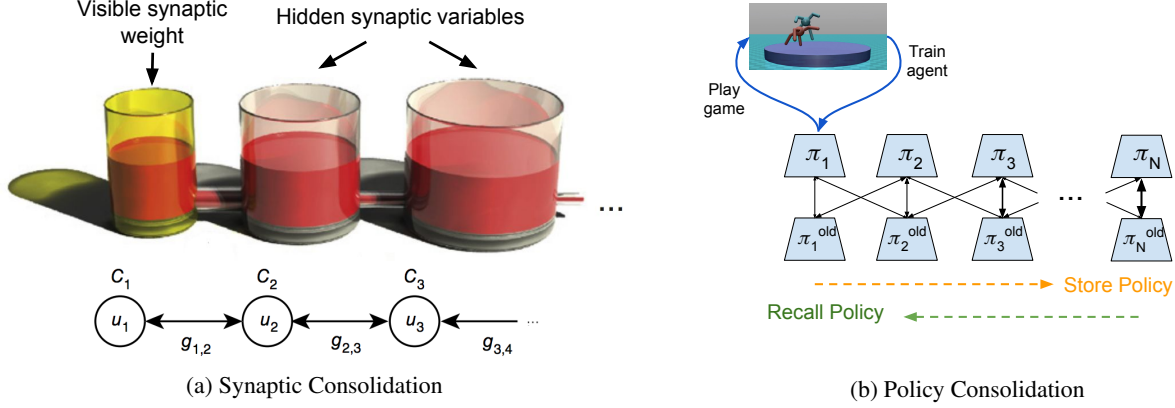 Visible synaptic
weight
Hidden synaptic variables
...
C1 C2 C3
u1 u2 u3 ...
g1,2 g2,3 g3,4
(a) Synaptic Consolidation
Play
game
Train
agent
π1 π2 π3 πN
...
π1old π2old π3old πNold
Store Policy
Recall Policy
(b) Policy Consolidation